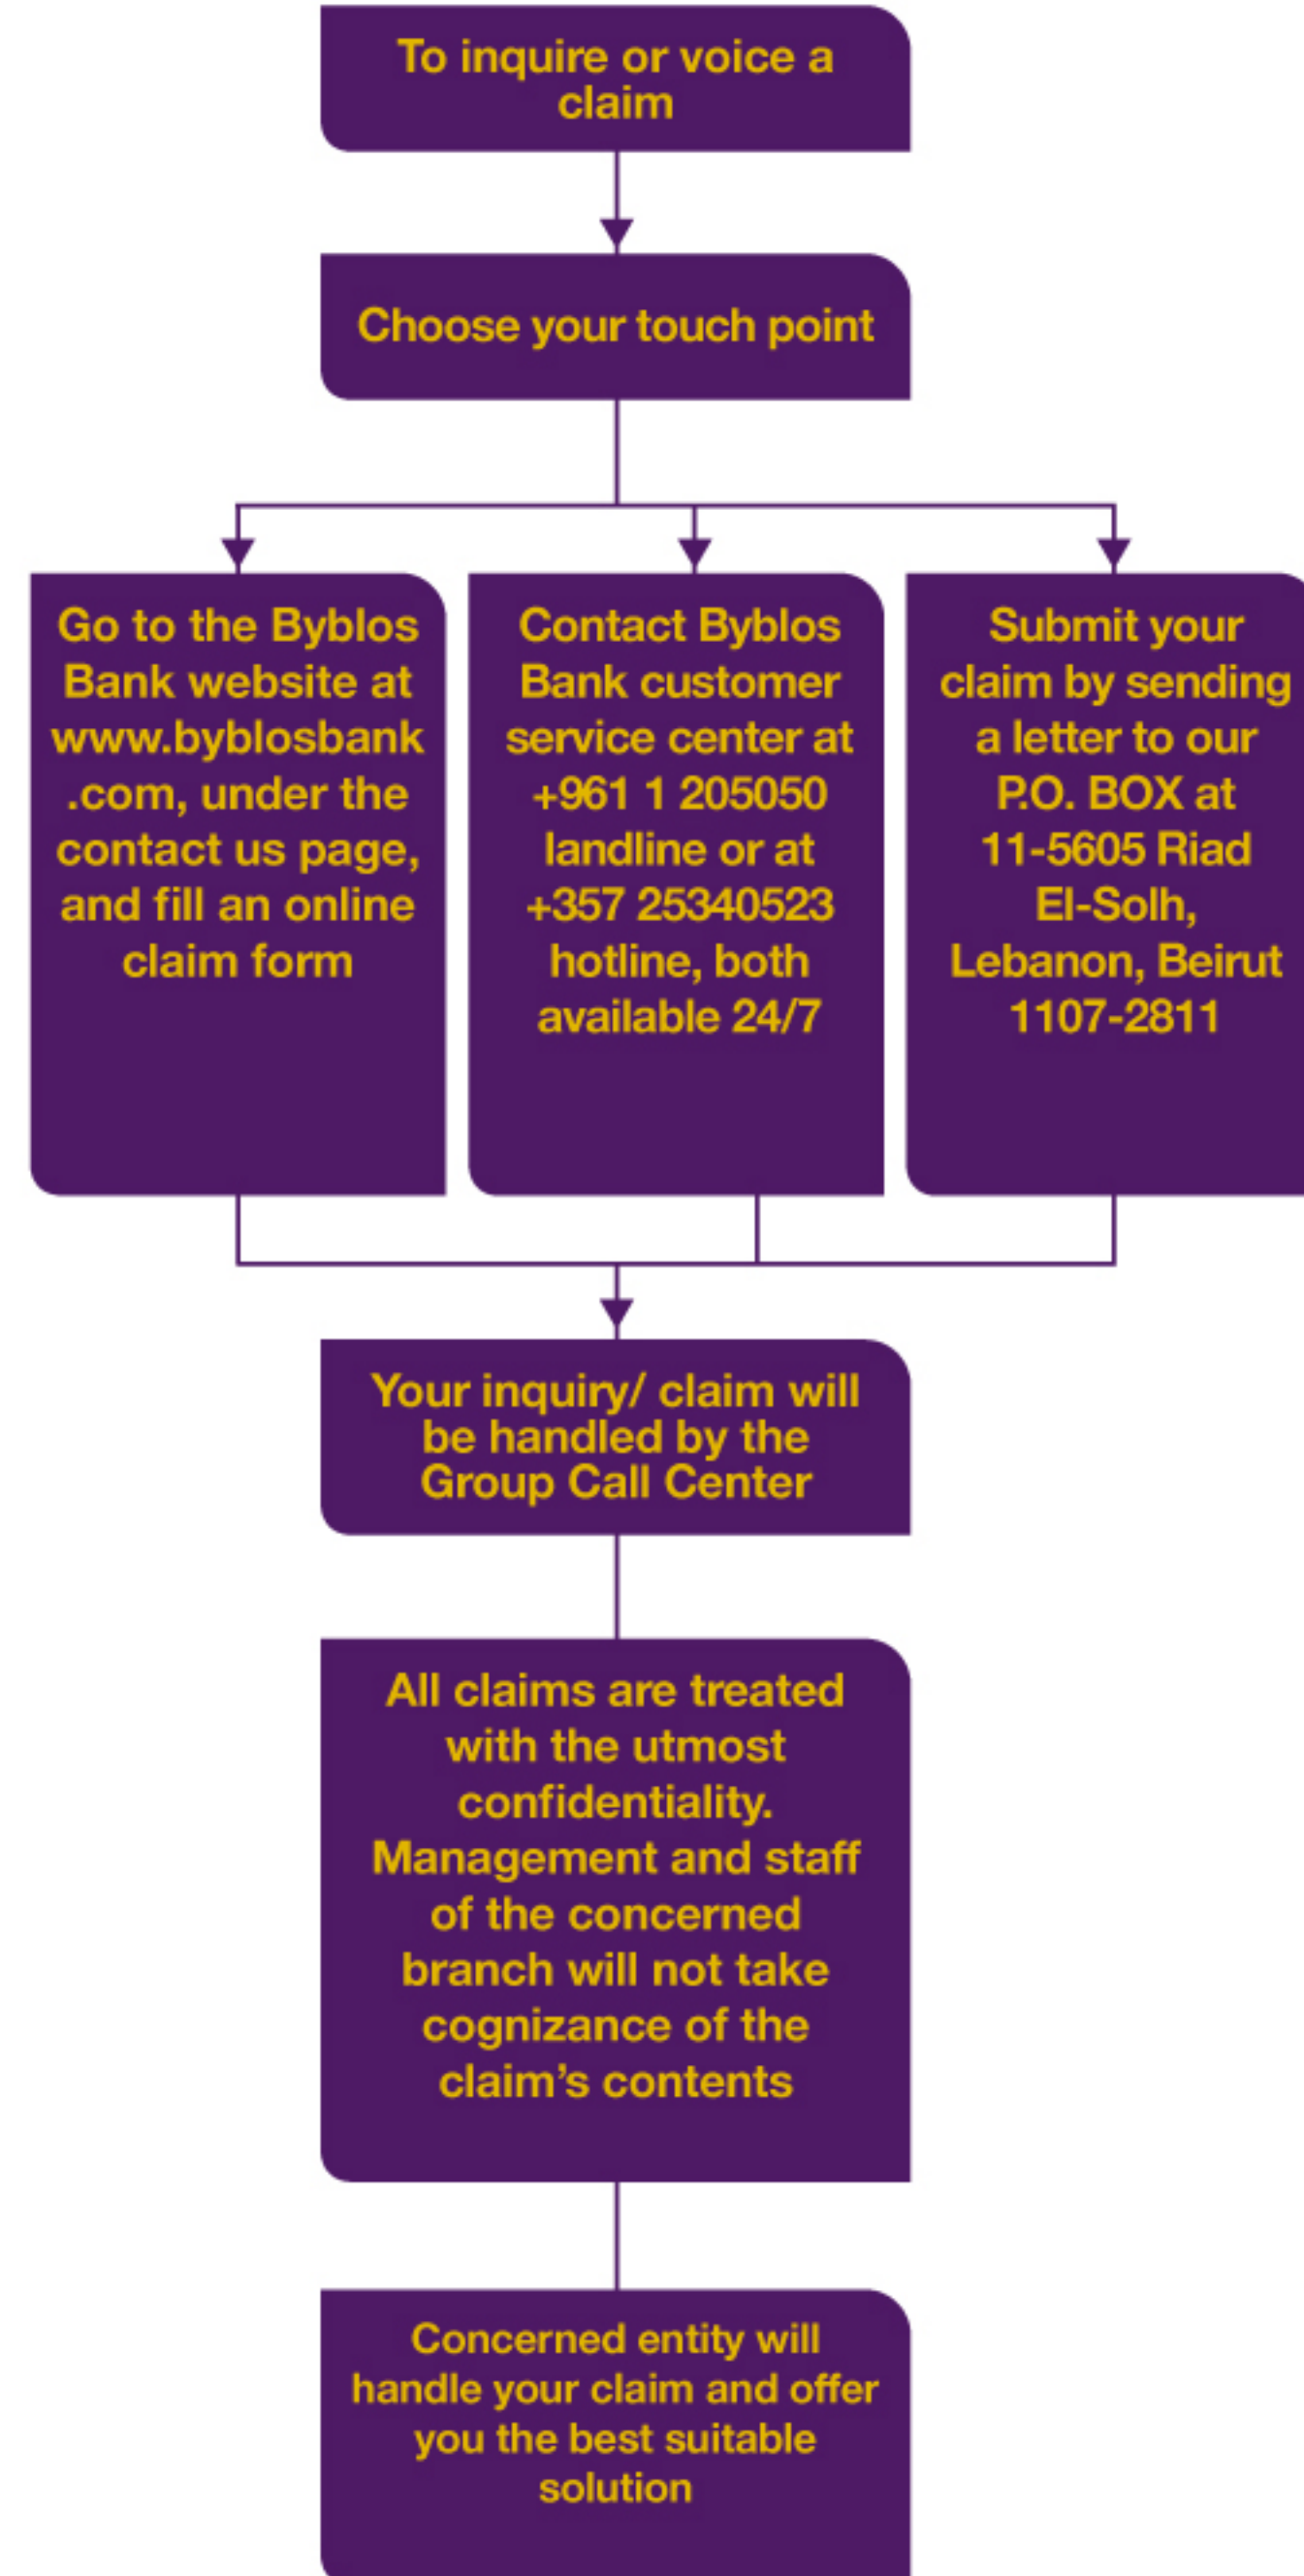 To inquire or voice a
claim
Choose your touch point
Go to the Byblos
Bank website at
www.byblosbank
.com, under the
contact us page,
and fill an online
claim form
Contact Byblos
Bank customer
service center at
+961 1 205050
landline or at
+357 25340523
hotline, both
available 24/7
Submit your
claim by sending
a letter to our
P.O. BOX at
11-5605 Riad
El-Solh,
Lebanon, Beirut
1107-2811
Your inquiry/ claim will
be handled by the
Group Call Center
All claims are treated
with the utmost
confidentiality.
Management and staff
of the concerned
branch will not take
cognizance of the
claim’s contents
Concerned entity will
handle your claim and offer
you the best suitable
solution